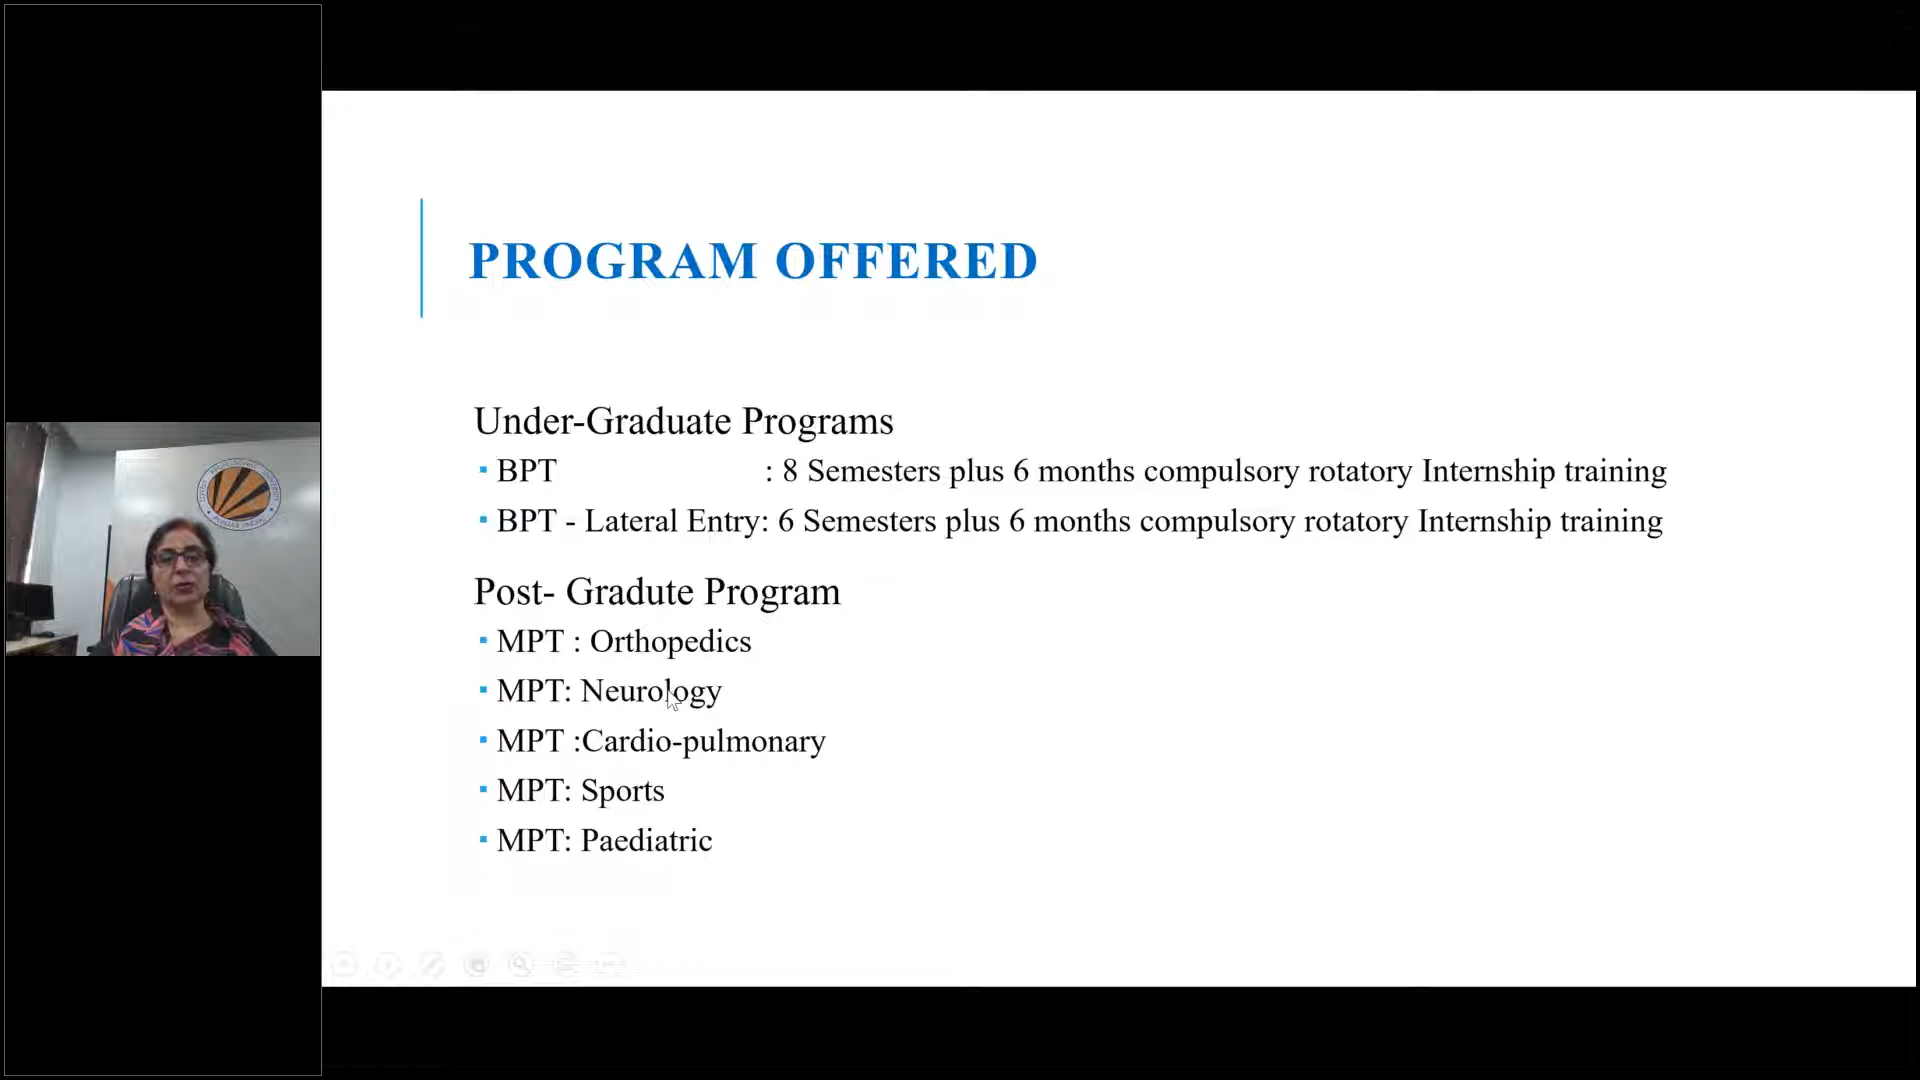 PROGRAM OFFERED
Under-Graduate Programs
▪ BPT : 8 Semesters plus 6 months compulsory rotatory Internship training
▪ BPT - Lateral Entry: 6 Semesters plus 6 months compulsory rotatory Internship training
Post- Gradute Program
▪ MPT : Orthopedics
▪ MPT: Neurology
▪ MPT :Cardio-pulmonary
▪ MPT: Sports
▪ MPT: Paediatric